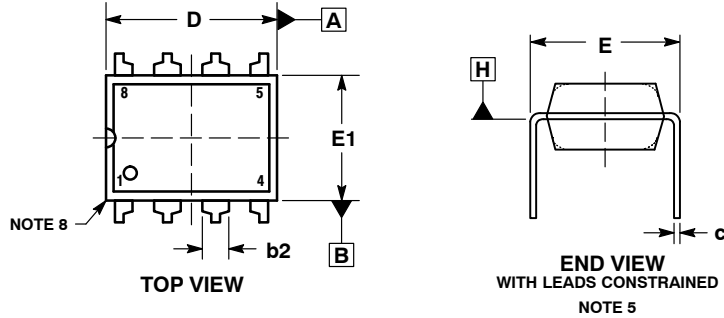 D
A
E
H
8
5
E1
1
4
NOTE 8
b2
B
c
TOP VIEW
END VIEW
WITH LEADS CONSTRAINED
NOTE 5